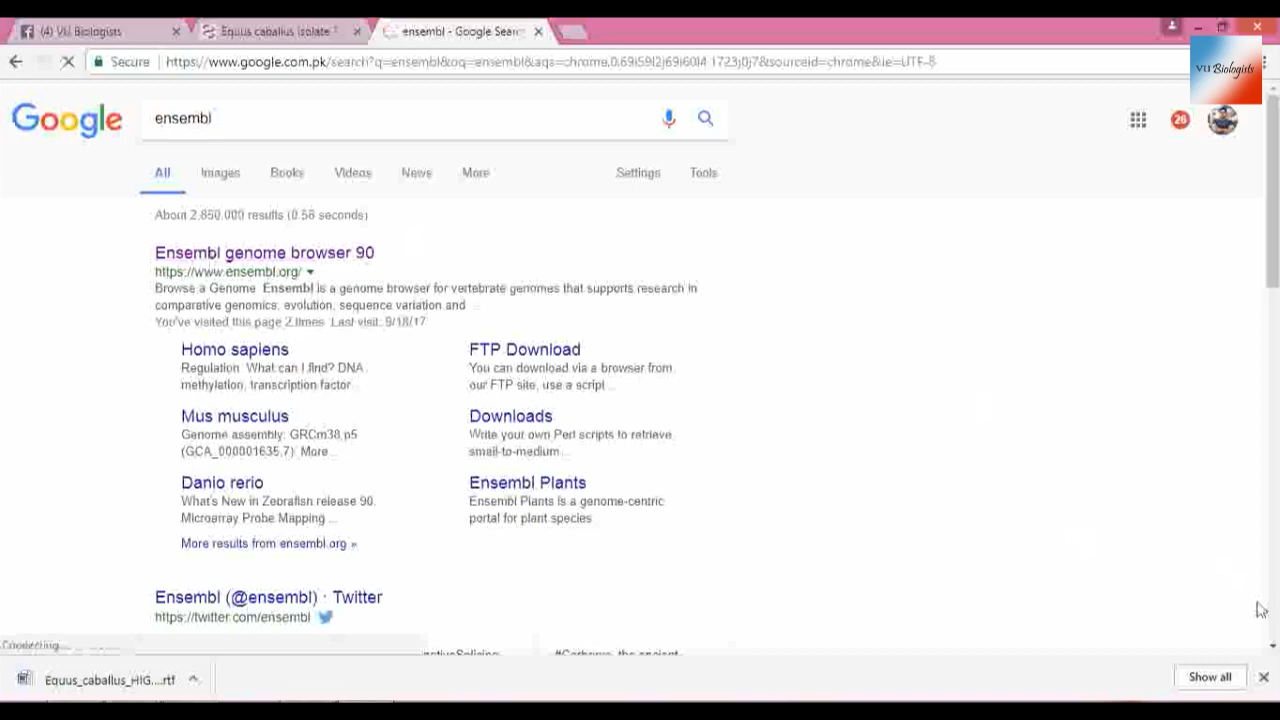 (4) VU Biologists
Equus caballus isolate
ensembl - Google Search
Secure
https://www.google.com.pk/search?q=ensembl&oq=ensembl&aqs=chrome.0.69i59l2j69i60l4.1723j0j7&sourceid=chrome&ie=UTF-8
VU Biologists
Google
ensembl
26
All Images Books Videos News More Settings Tools
About 2,850,000 results (0.58 seconds)
Ensembl genome browser 90
https://www.ensembl.org/
Browse a Genome Ensembl is a genome browser for vertebrate genomes that supports research in
comparative genomics, evolution, sequence variation and ...
You've visited this page 2 times. Last visit: 9/18/17
Homo sapiens
Regulation. What can I find? DNA
methylation, transcription factor ...
FTP Download
You can download via a browser from
our FTP site, use a script ...
Mus musculus
Genome assembly: GRCm38.p5
(GCA_000001635.7) More ...
Downloads
Write your own Perl scripts to retrieve
small-to-medium ...
Danio rerio
What's New in Zebrafish release 90.
Microarray Probe Mapping ...
Ensembl Plants
Ensembl Plants is a genome-centric
portal for plant species
More results from ensembl.org »
Ensembl (@ensembl) · Twitter
https://twitter.com/ensembl
Connecting...
Equus_caballus_HIG....rtf
Show all